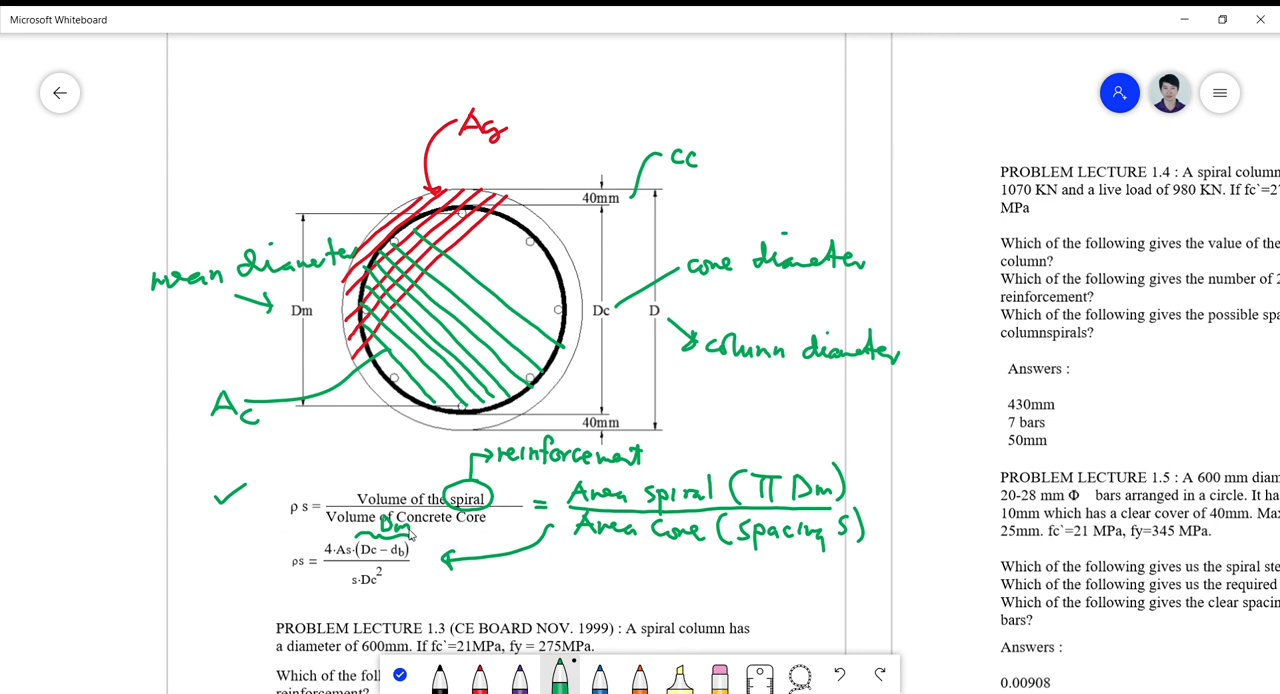 Microsoft Whiteboard
Ag
CC
40mm
mean diameter
core diameter
Dm
Dc
D
column diameter
Ac
40mm
reinforcement
ρ s = Volume of the spiral / Volume of Concrete Core = Area spiral (π Dm) / Area Core (spacing s)
Dm
ρs = 4·As·(Dc − db) / s·Dc²
PROBLEM LECTURE 1.3 (CE BOARD NOV. 1999) : A spiral column has
a diameter of 600mm. If fc`=21MPa, fy = 275MPa.
Which of the foll
reinforcement?
PROBLEM LECTURE 1.4 : A spiral column
1070 KN and a live load of 980 KN. If fc`=2
MPa
Which of the following gives the value of the
column?
Which of the following gives the number of 2
reinforcement?
Which of the following gives the possible spa
columnspirals?
Answers :
430mm
7 bars
50mm
PROBLEM LECTURE 1.5 : A 600 mm diam
20-28 mm Φ bars arranged in a circle. It ha
10mm which has a clear cover of 40mm. Max
25mm. fc`=21 MPa, fy=345 MPa.
Which of the following gives us the spiral ste
Which of the following gives us the required
Which of the following gives the clear spacin
bars?
Answers :
0.00908